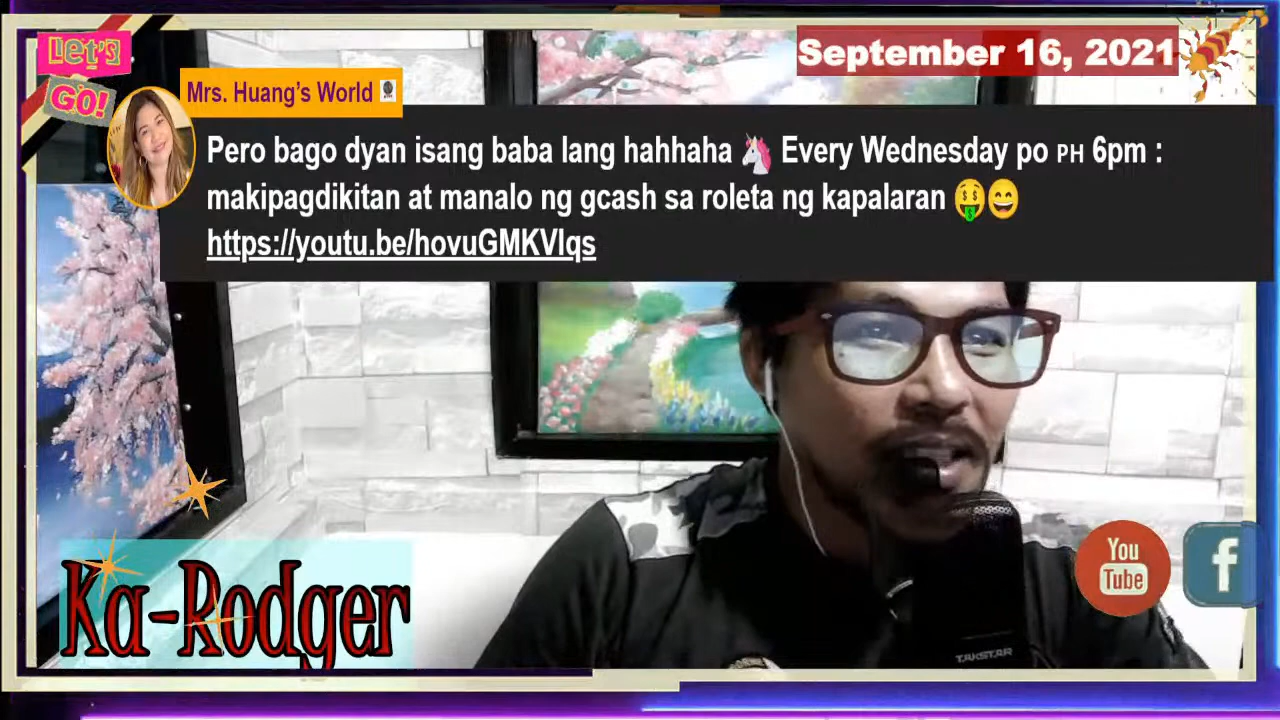 LET'S
GO!
September 16, 2021
Mrs. Huang's World
Pero bago dyan isang baba lang hahhaha 🦄 Every Wednesday po PH 6pm :
makipagdikitan at manalo ng gcash sa roleta ng kapalaran 🤑😄
https://youtu.be/hovuGMKVlqs
Ka-Rodger
You
Tube
f
TAKSTAR